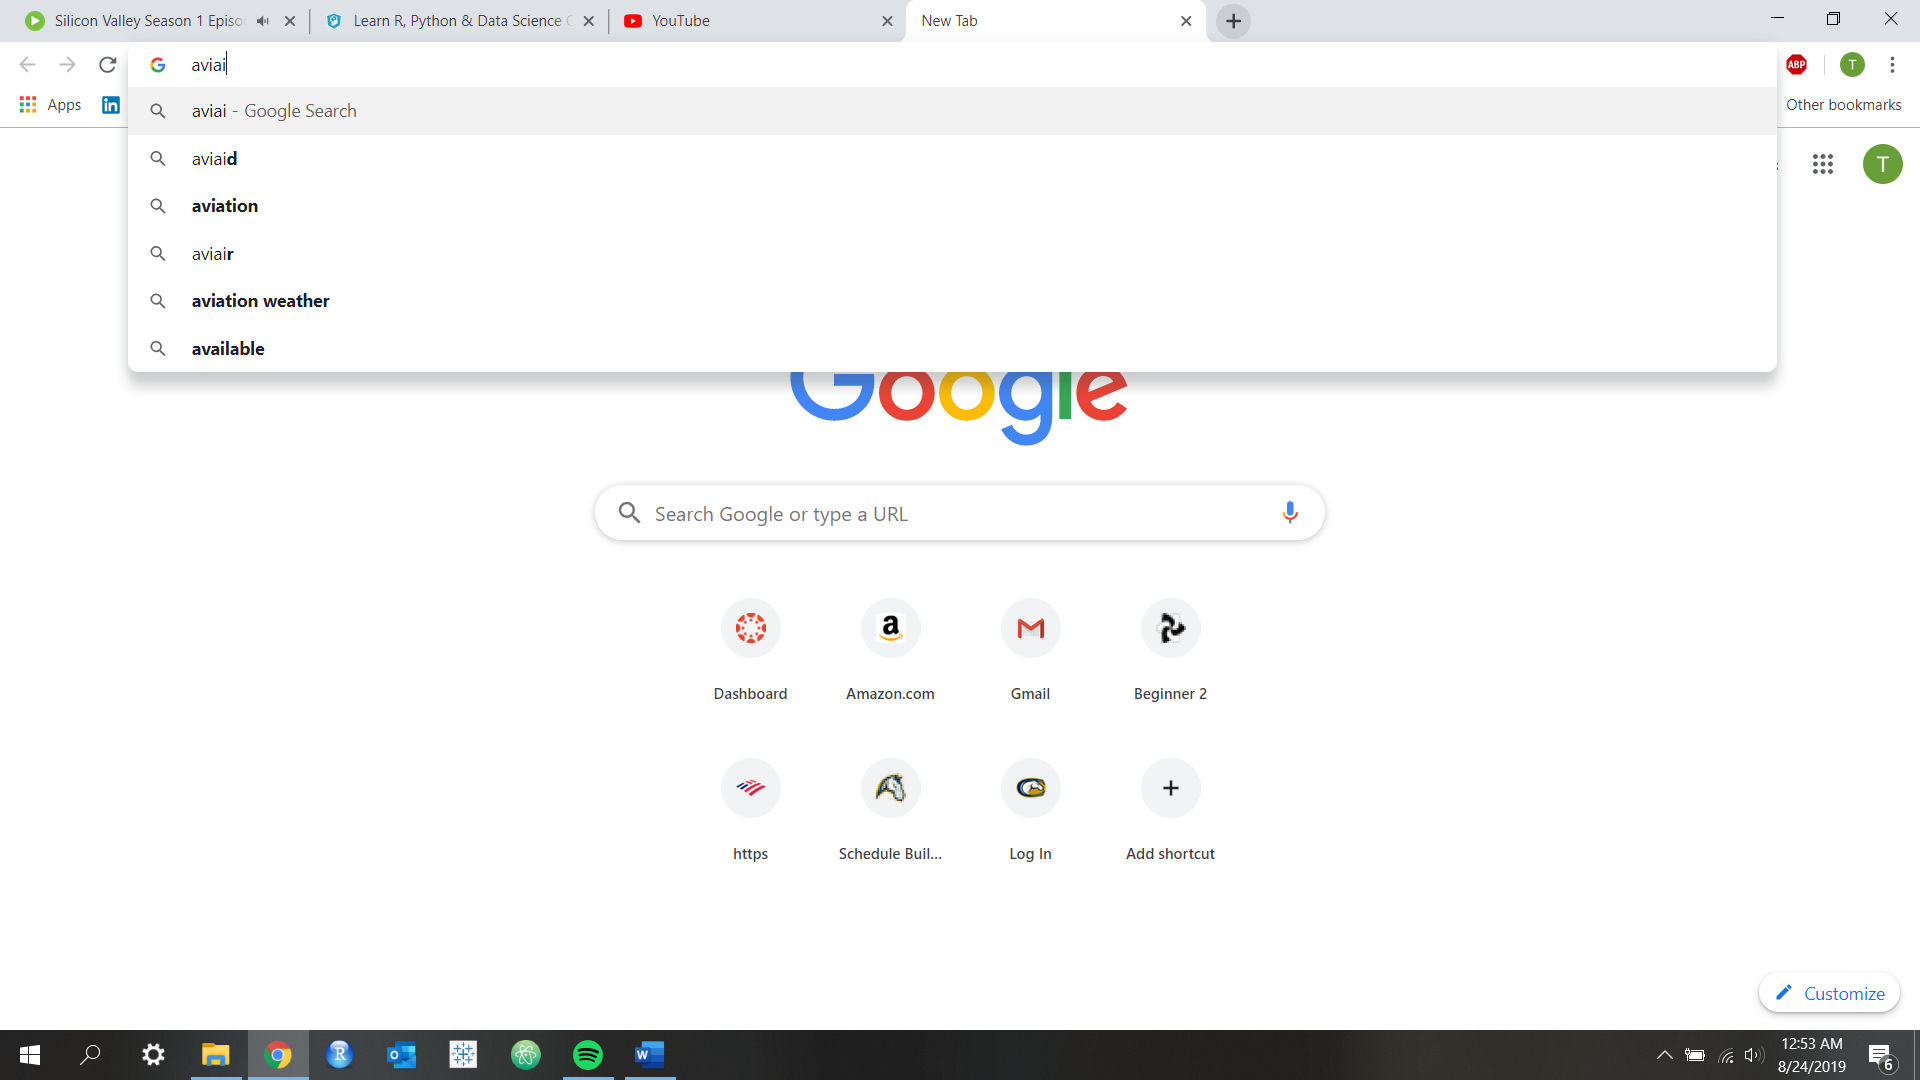 Silicon Valley Season 1 Episo
Learn R, Python & Data Science
YouTube
New Tab
aviai
ABP
T
Apps
in
Other bookmarks
aviai - Google Search
aviaid
aviation
aviair
aviation weather
available
T
Google
Search Google or type a URL
Dashboard
Amazon.com
Gmail
Beginner 2
https
Schedule Buil...
Log In
Add shortcut
Customize
12:53 AM
8/24/2019
6